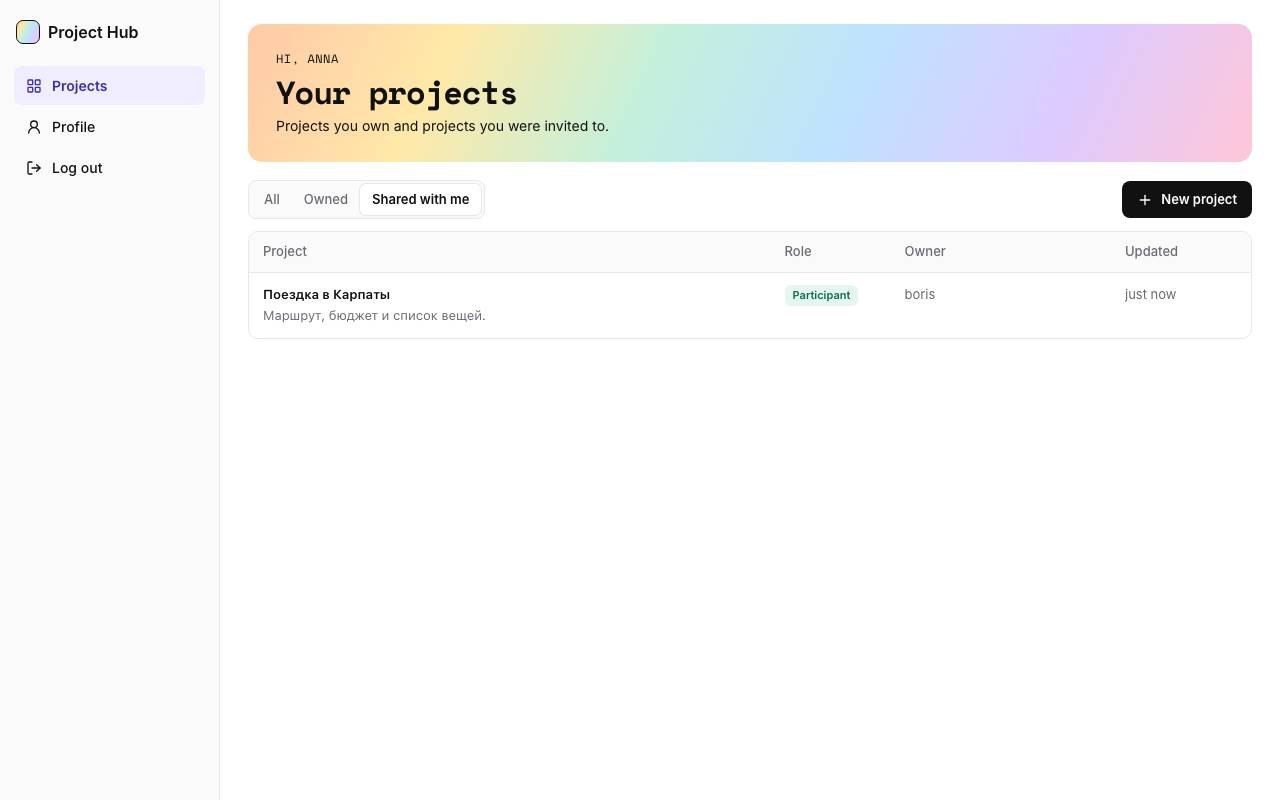 Project Hub
Projects
Profile
Log out
HI, ANNA
Your projects
Projects you own and projects you were invited to.
All Owned Shared with me
New project
Project Role Owner Updated
Поездка в Карпаты Participant boris just now
Маршрут, бюджет и список вещей.